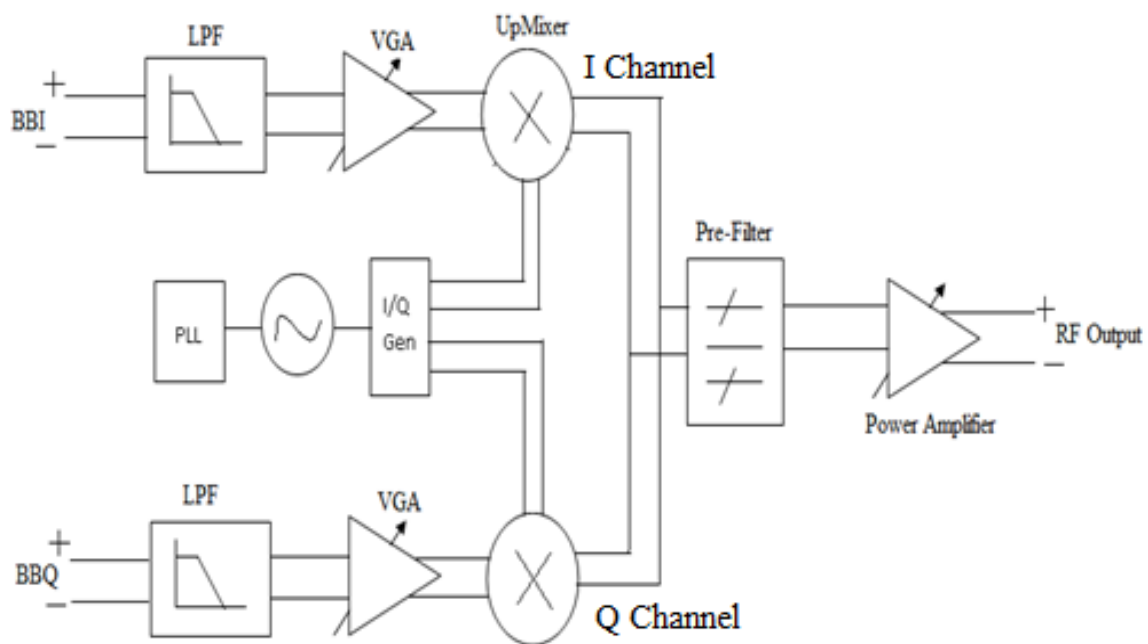 UpMixer
LPF
VGA
I Channel
+
BBI
−
Pre-Filter
I/Q
Gen
PLL
+
RF Output
−
Power Amplifier
LPF
VGA
+
BBQ
−
Q Channel